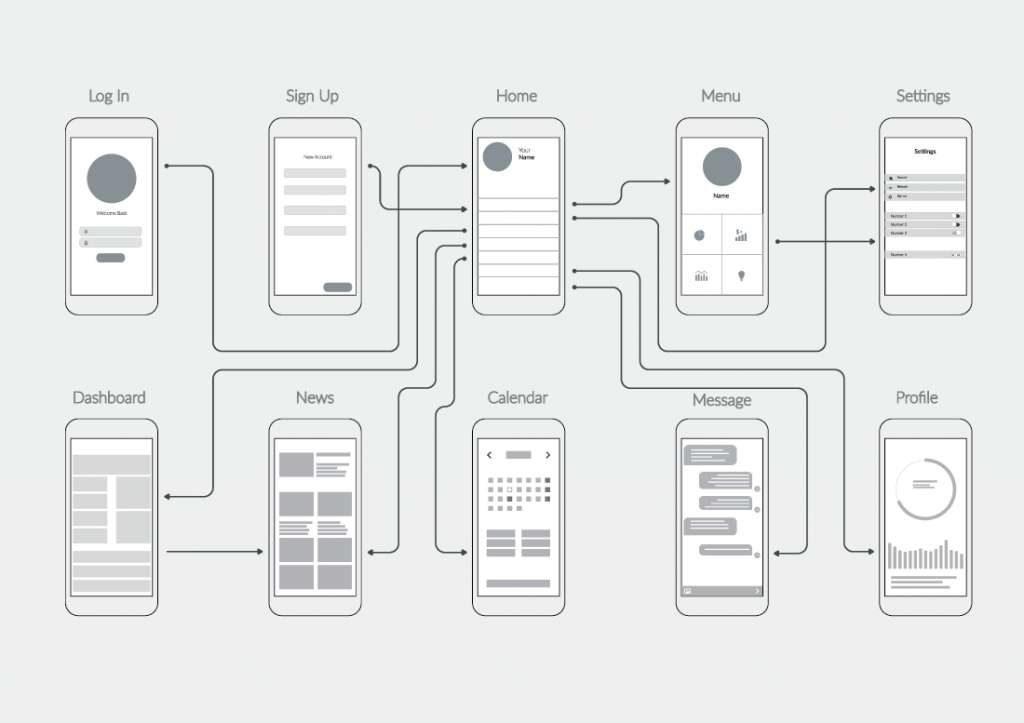 Log In
Sign Up
Home
Menu
Settings
Welcome Back
New Account
Your
Name
Name
Settings
Number 1
Number 2
Number 3
Number 4
Dashboard
News
Calendar
Message
Profile